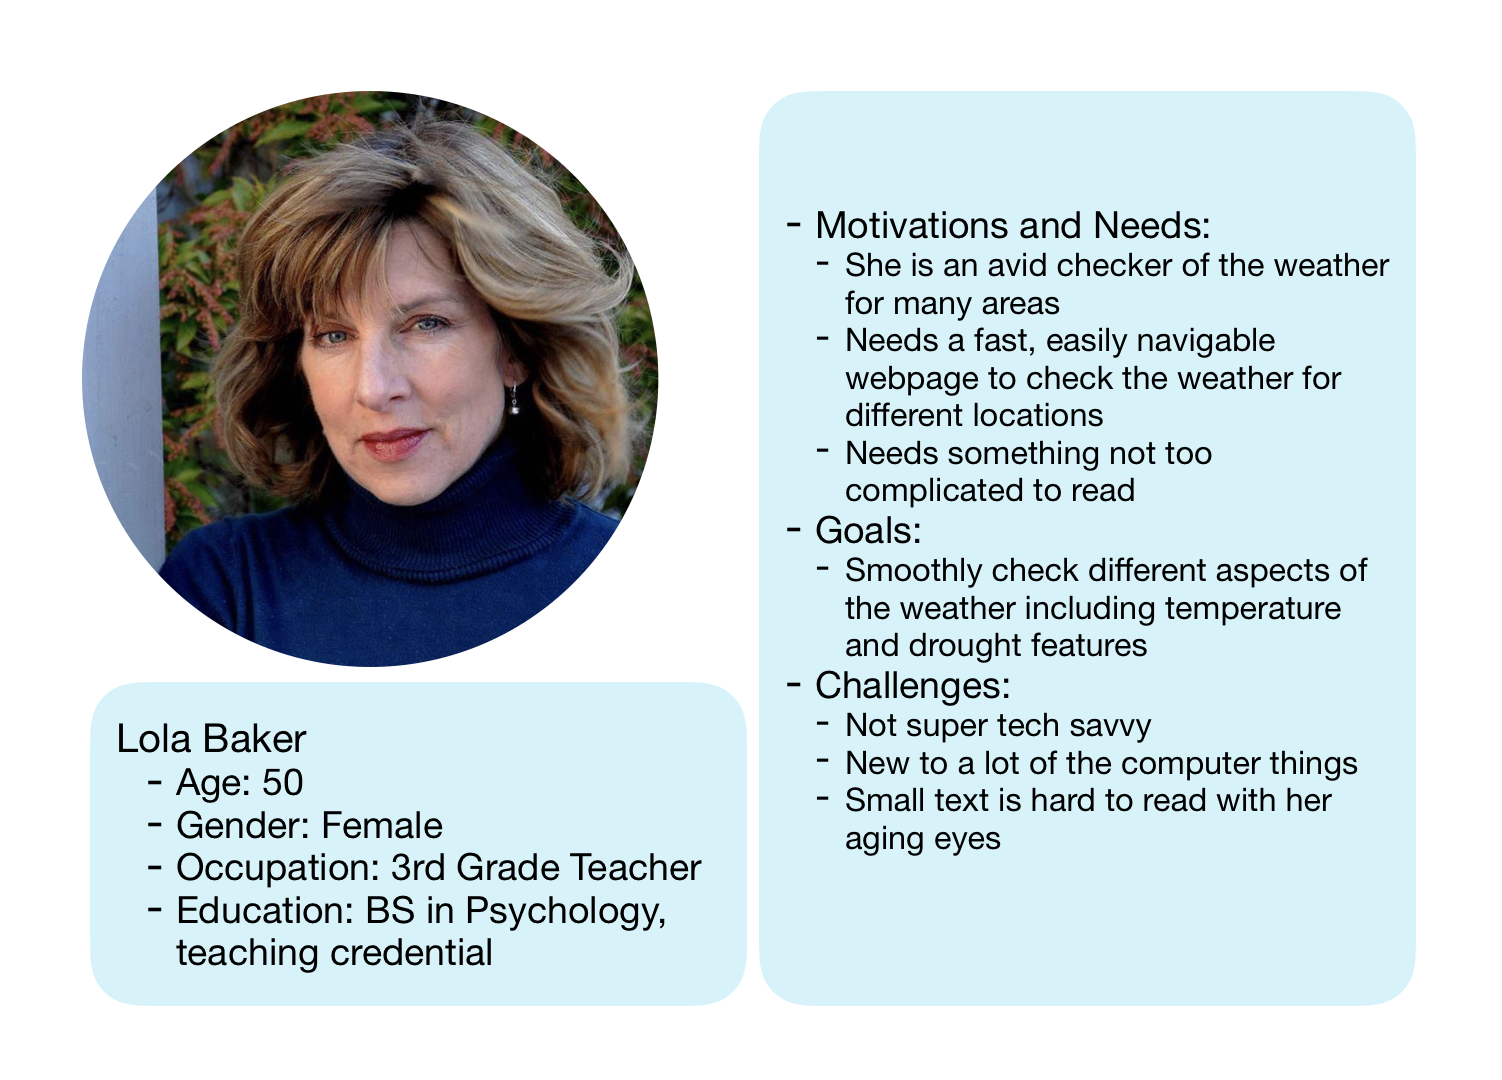 Lola Baker
- Age: 50
- Gender: Female
- Occupation: 3rd Grade Teacher
- Education: BS in Psychology,
teaching credential
- Motivations and Needs:
- She is an avid checker of the weather
for many areas
- Needs a fast, easily navigable
webpage to check the weather for
different locations
- Needs something not too
complicated to read
- Goals:
- Smoothly check different aspects of
the weather including temperature
and drought features
- Challenges:
- Not super tech savvy
- New to a lot of the computer things
- Small text is hard to read with her
aging eyes